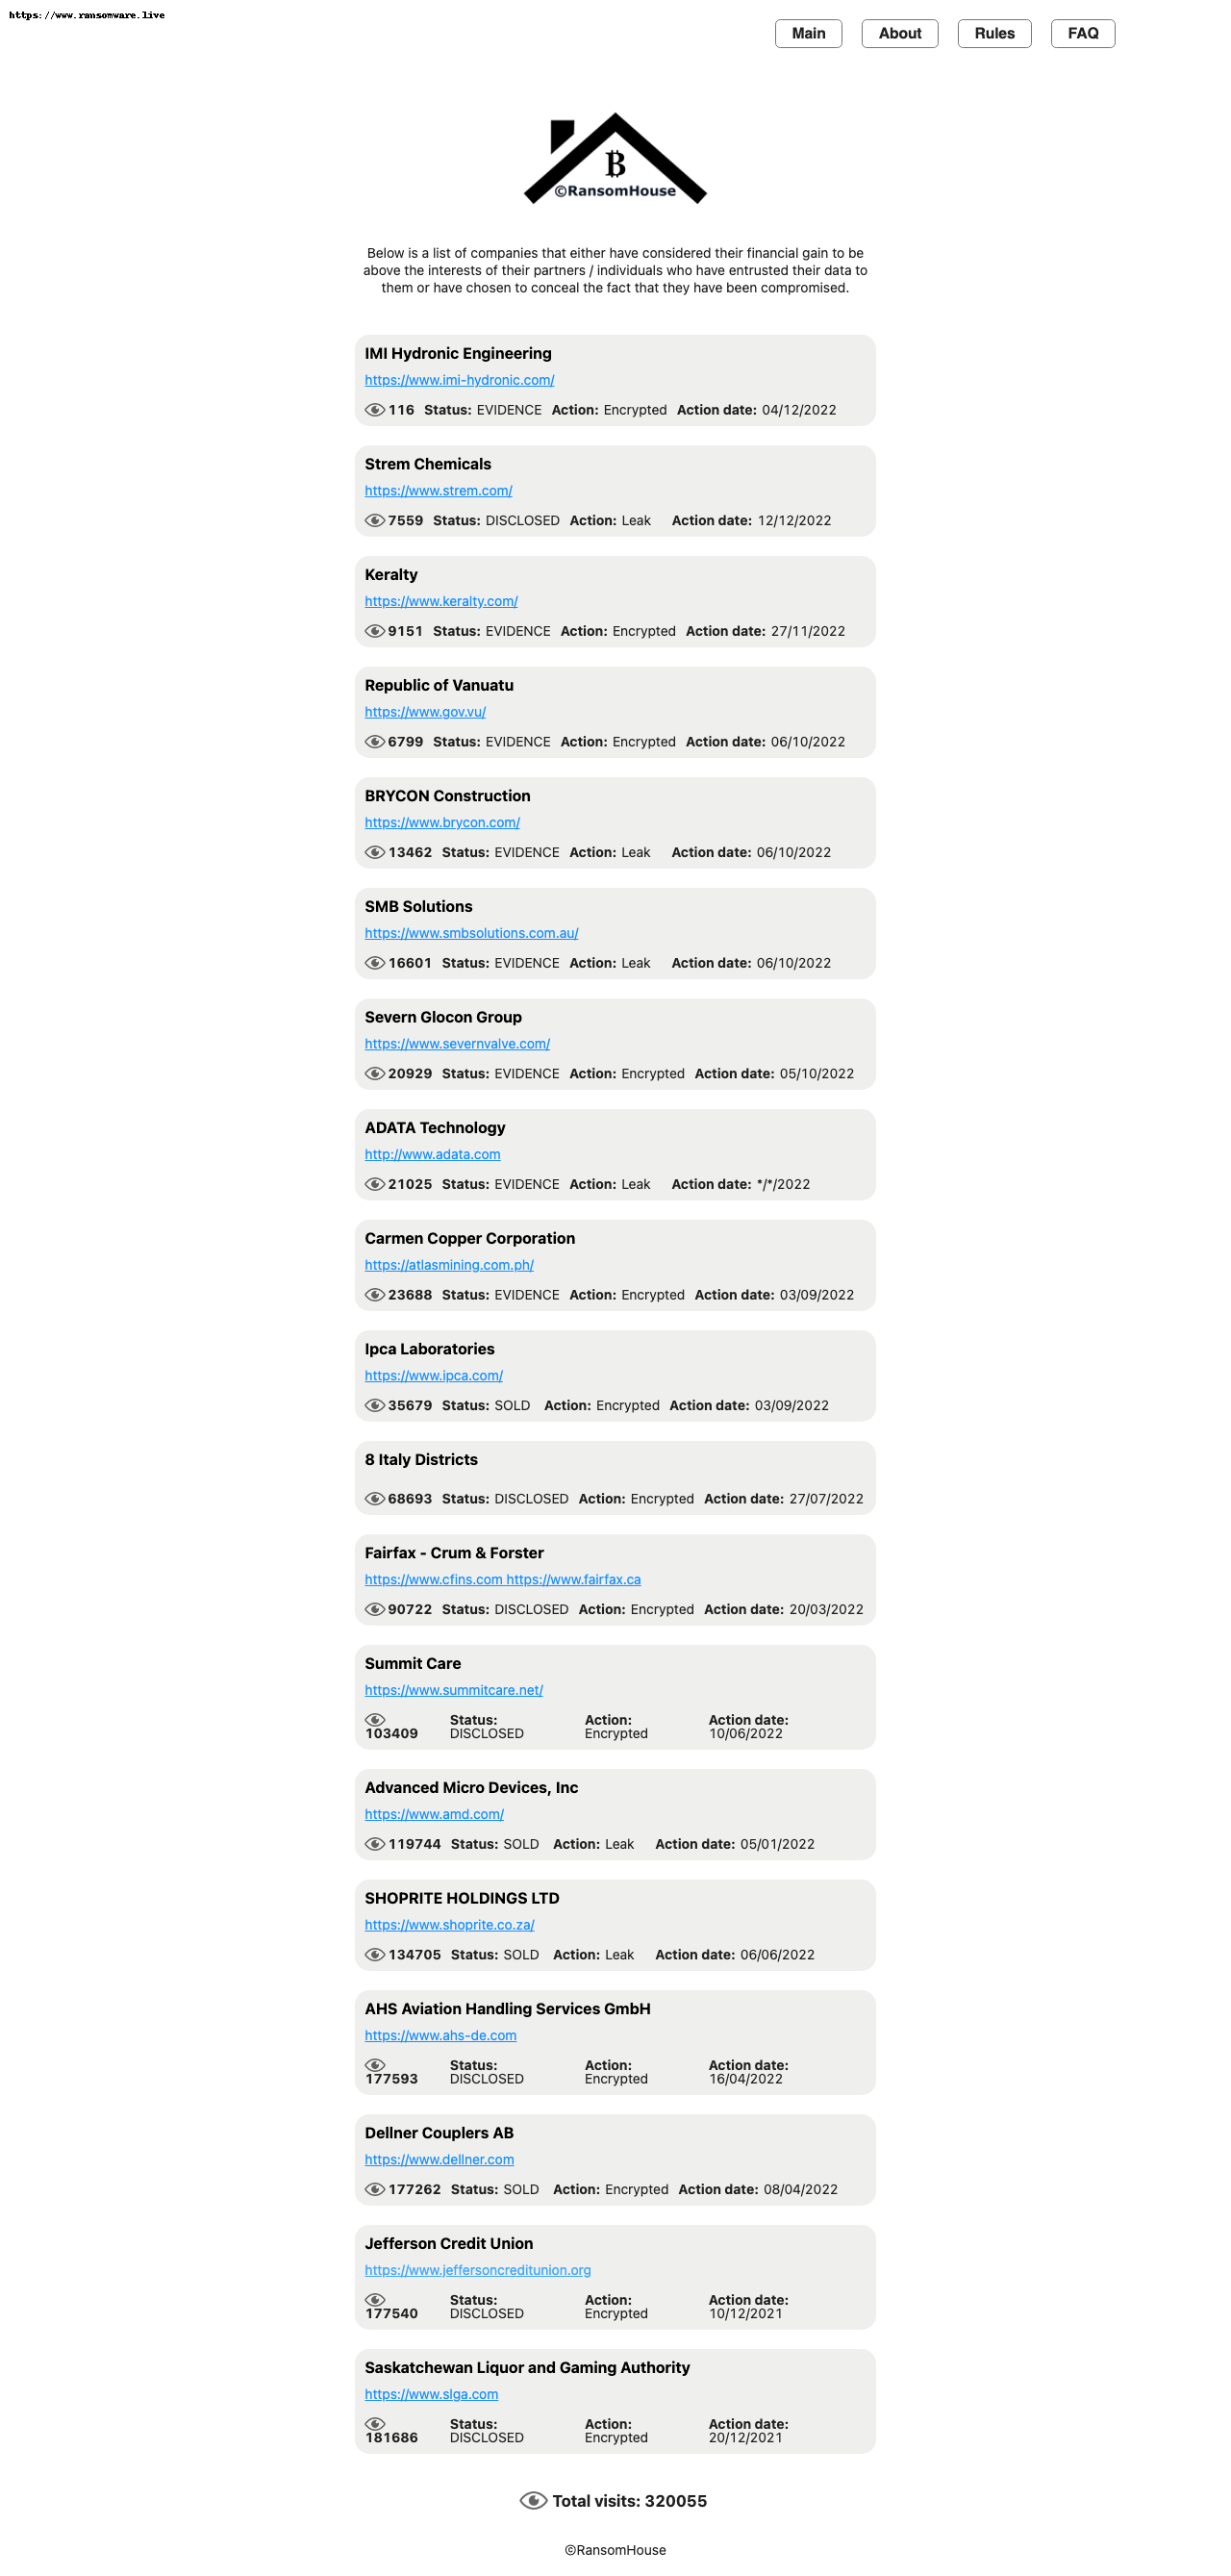 https://www.ransomware.live
Main About Rules FAQ
₿
©RansomHouse
Below is a list of companies that either have considered their financial gain to be
above the interests of their partners / individuals who have entrusted their data to
them or have chosen to conceal the fact that they have been compromised.
IMI Hydronic Engineering
https://www.imi-hydronic.com/
116 Status: EVIDENCE Action: Encrypted Action date: 04/12/2022
Strem Chemicals
https://www.strem.com/
7559 Status: DISCLOSED Action: Leak Action date: 12/12/2022
Keralty
https://www.keralty.com/
9151 Status: EVIDENCE Action: Encrypted Action date: 27/11/2022
Republic of Vanuatu
https://www.gov.vu/
6799 Status: EVIDENCE Action: Encrypted Action date: 06/10/2022
BRYCON Construction
https://www.brycon.com/
13462 Status: EVIDENCE Action: Leak Action date: 06/10/2022
SMB Solutions
https://www.smbsolutions.com.au/
16601 Status: EVIDENCE Action: Leak Action date: 06/10/2022
Severn Glocon Group
https://www.severnvalve.com/
20929 Status: EVIDENCE Action: Encrypted Action date: 05/10/2022
ADATA Technology
http://www.adata.com
21025 Status: EVIDENCE Action: Leak Action date: */*/2022
Carmen Copper Corporation
https://atlasmining.com.ph/
23688 Status: EVIDENCE Action: Encrypted Action date: 03/09/2022
Ipca Laboratories
https://www.ipca.com/
35679 Status: SOLD Action: Encrypted Action date: 03/09/2022
8 Italy Districts
68693 Status: DISCLOSED Action: Encrypted Action date: 27/07/2022
Fairfax - Crum & Forster
https://www.cfins.com https://www.fairfax.ca
90722 Status: DISCLOSED Action: Encrypted Action date: 20/03/2022
Summit Care
https://www.summitcare.net/
Status: Action: Action date:
103409 DISCLOSED Encrypted 10/06/2022
Advanced Micro Devices, Inc
https://www.amd.com/
119744 Status: SOLD Action: Leak Action date: 05/01/2022
SHOPRITE HOLDINGS LTD
https://www.shoprite.co.za/
134705 Status: SOLD Action: Leak Action date: 06/06/2022
AHS Aviation Handling Services GmbH
https://www.ahs-de.com
Status: Action: Action date:
177593 DISCLOSED Encrypted 16/04/2022
Dellner Couplers AB
https://www.dellner.com
177262 Status: SOLD Action: Encrypted Action date: 08/04/2022
Jefferson Credit Union
https://www.jeffersoncreditunion.org
Status: Action: Action date:
177540 DISCLOSED Encrypted 10/12/2021
Saskatchewan Liquor and Gaming Authority
https://www.slga.com
Status: Action: Action date:
181686 DISCLOSED Encrypted 20/12/2021
Total visits: 320055
©RansomHouse